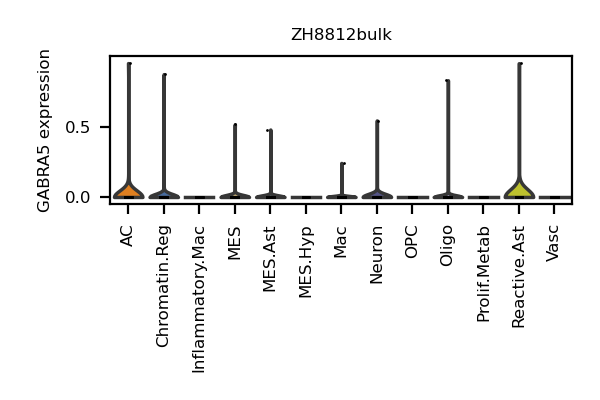 ZH8812bulk
GABRA5 expression
0.5
0.0
AC
Chromatin.Reg
Inflammatory.Mac
MES
MES.Ast
MES.Hyp
Mac
Neuron
OPC
Oligo
Prolif.Metab
Reactive.Ast
Vasc